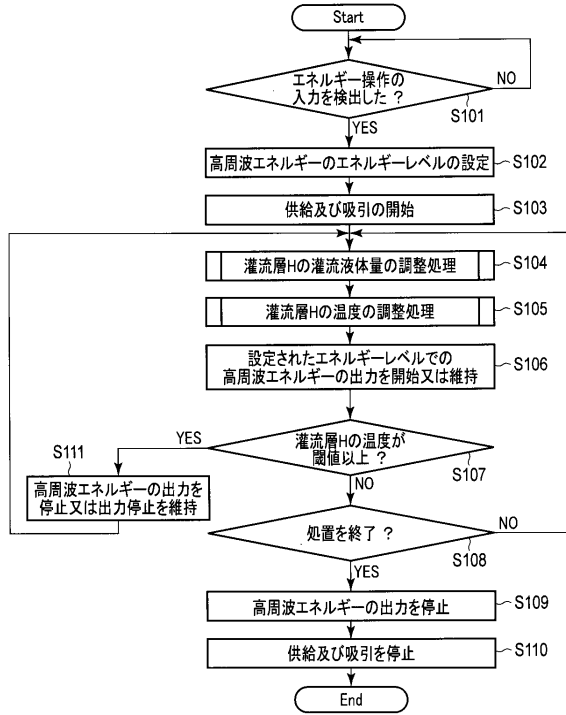 Start
エネルギー操作の
入力を検出した ?
NO
S101
YES
高周波エネルギーのエネルギーレベルの設定
S102
供給及び吸引の開始
S103
灌流層Hの灌流液体量の調整処理
S104
灌流層Hの温度の調整処理
S105
設定されたエネルギーレベルでの
高周波エネルギーの出力を開始又は維持
S106
灌流層Hの温度が
閾値以上 ?
YES
S107
NO
S111
高周波エネルギーの出力を
停止又は出力停止を維持
処置を終了 ?
NO
S108
YES
高周波エネルギーの出力を停止
S109
供給及び吸引を停止
S110
End